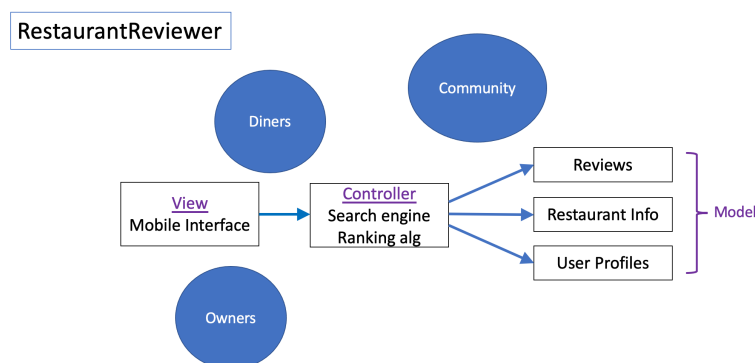 RestaurantReviewer
Community
Diners
Reviews
View
Mobile Interface
Controller
Search engine
Ranking alg
Restaurant Info
Model
User Profiles
Owners